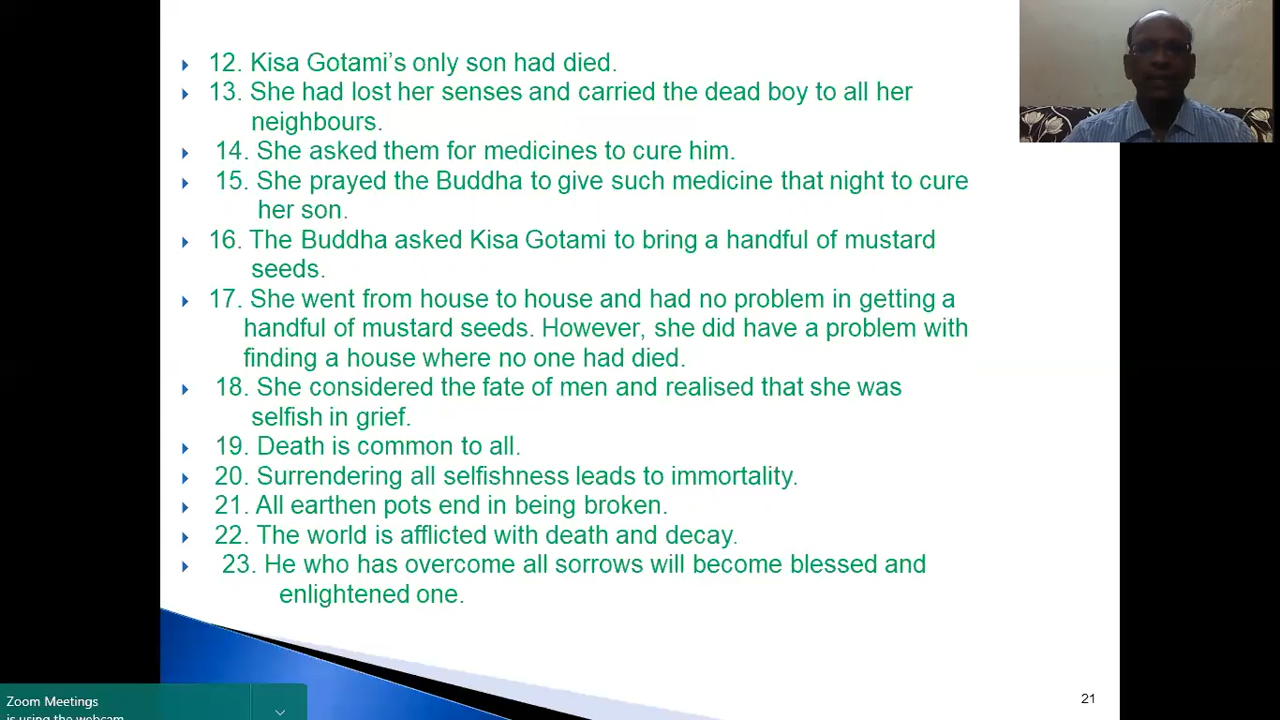 12. Kisa Gotami's only son had died.
13. She had lost her senses and carried the dead boy to all her
neighbours.
14. She asked them for medicines to cure him.
15. She prayed the Buddha to give such medicine that night to cure
her son.
16. The Buddha asked Kisa Gotami to bring a handful of mustard
seeds.
17. She went from house to house and had no problem in getting a
handful of mustard seeds. However, she did have a problem with
finding a house where no one had died.
18. She considered the fate of men and realised that she was
selfish in grief.
19. Death is common to all.
20. Surrendering all selfishness leads to immortality.
21. All earthen pots end in being broken.
22. The world is afflicted with death and decay.
23. He who has overcome all sorrows will become blessed and
enlightened one.
21
Zoom Meetings
is using the webcam